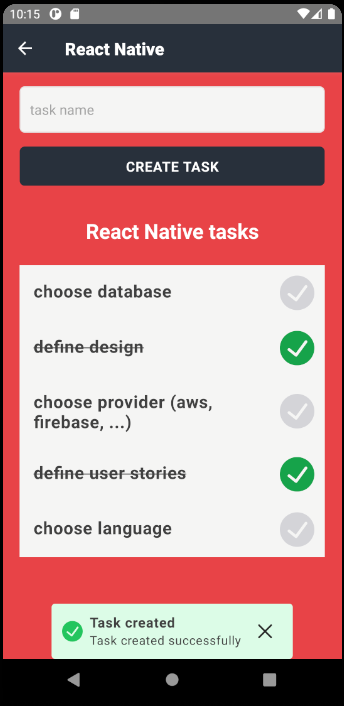 10:15
React Native
task name
CREATE TASK
React Native tasks
choose database
define design
choose provider (aws,
firebase, ...)
define user stories
choose language
Task created
Task created successfully